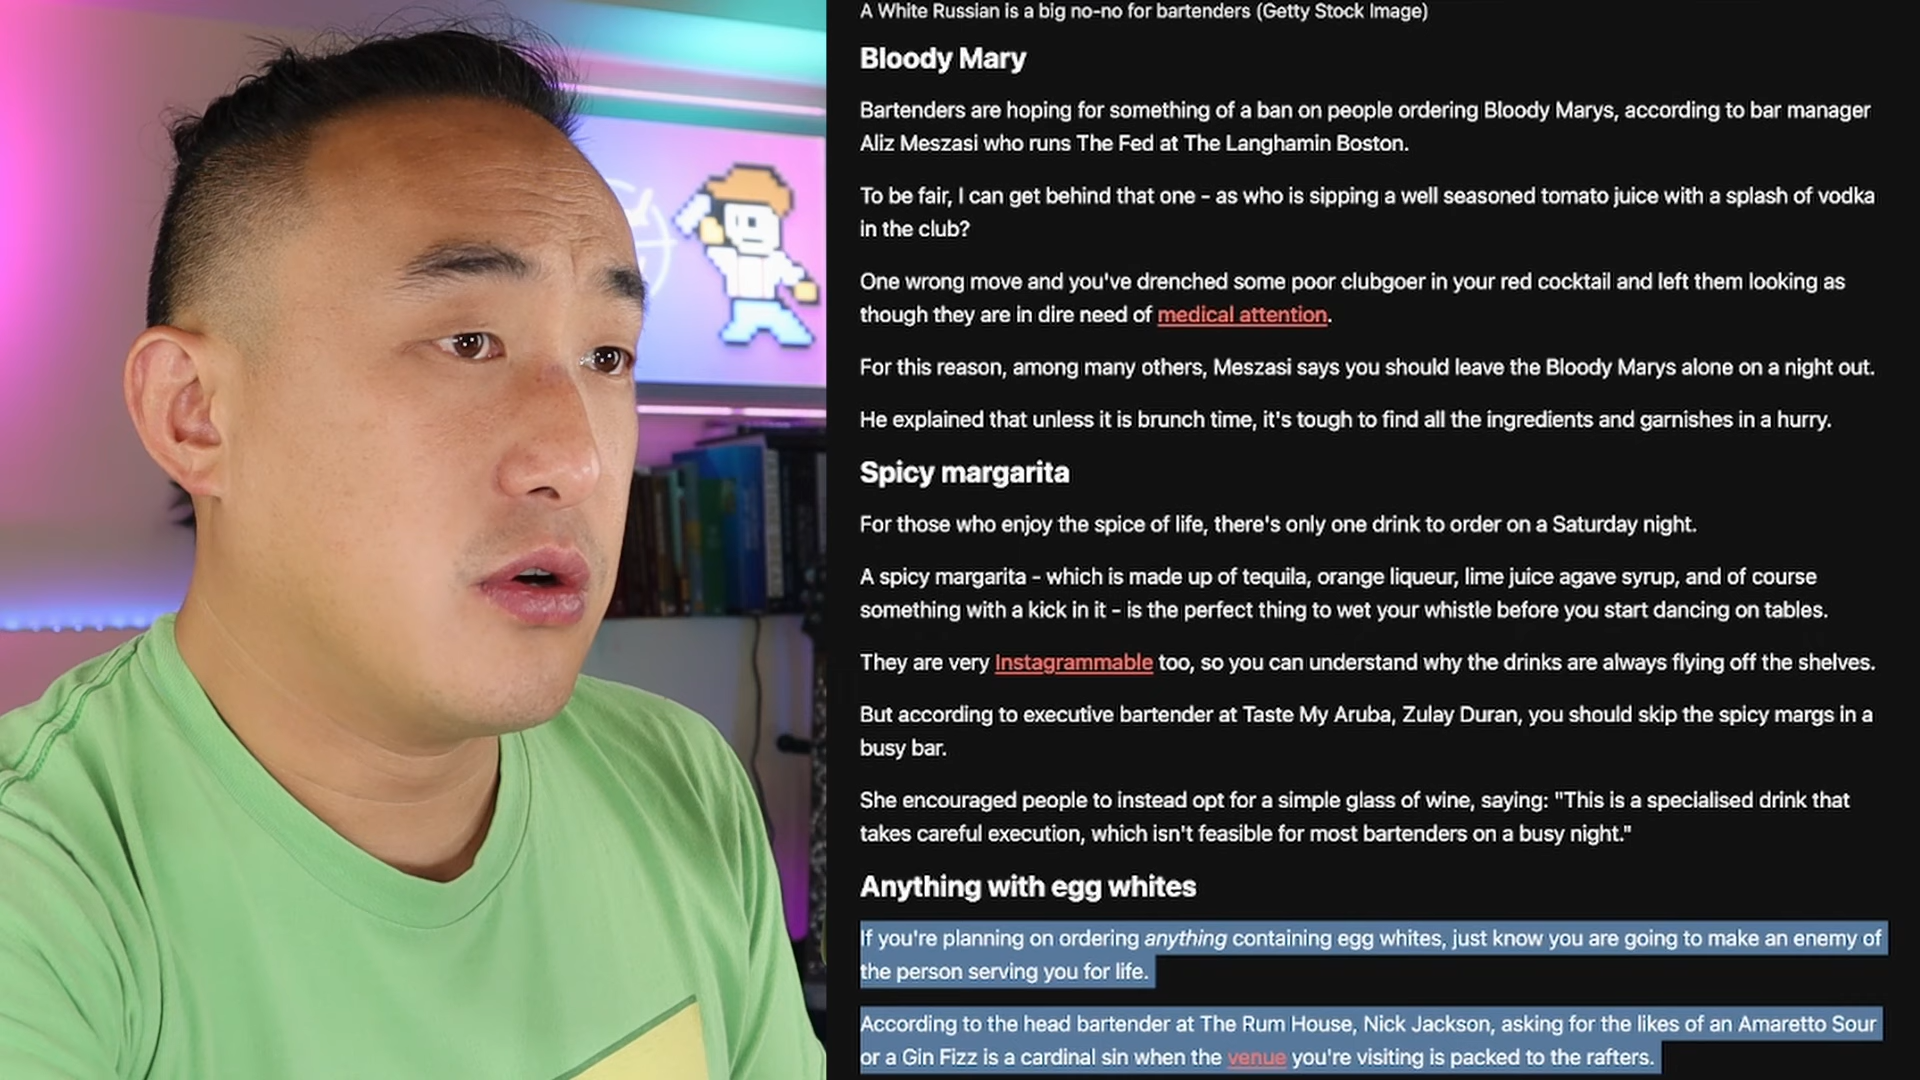 A White Russian is a big no-no for bartenders (Getty Stock Image)
Bloody Mary
Bartenders are hoping for something of a ban on people ordering Bloody Marys, according to bar manager
Aliz Meszasi who runs The Fed at The Langhamin Boston.
To be fair, I can get behind that one - as who is sipping a well seasoned tomato juice with a splash of vodka
in the club?
One wrong move and you've drenched some poor clubgoer in your red cocktail and left them looking as
though they are in dire need of medical attention.
For this reason, among many others, Meszasi says you should leave the Bloody Marys alone on a night out.
He explained that unless it is brunch time, it's tough to find all the ingredients and garnishes in a hurry.
Spicy margarita
For those who enjoy the spice of life, there's only one drink to order on a Saturday night.
A spicy margarita - which is made up of tequila, orange liqueur, lime juice agave syrup, and of course
something with a kick in it - is the perfect thing to wet your whistle before you start dancing on tables.
They are very Instagrammable too, so you can understand why the drinks are always flying off the shelves.
But according to executive bartender at Taste My Aruba, Zulay Duran, you should skip the spicy margs in a
busy bar.
She encouraged people to instead opt for a simple glass of wine, saying: "This is a specialised drink that
takes careful execution, which isn't feasible for most bartenders on a busy night."
Anything with egg whites
If you're planning on ordering anything containing egg whites, just know you are going to make an enemy of
the person serving you for life.
According to the head bartender at The Rum House, Nick Jackson, asking for the likes of an Amaretto Sour
or a Gin Fizz is a cardinal sin when the venue you're visiting is packed to the rafters.